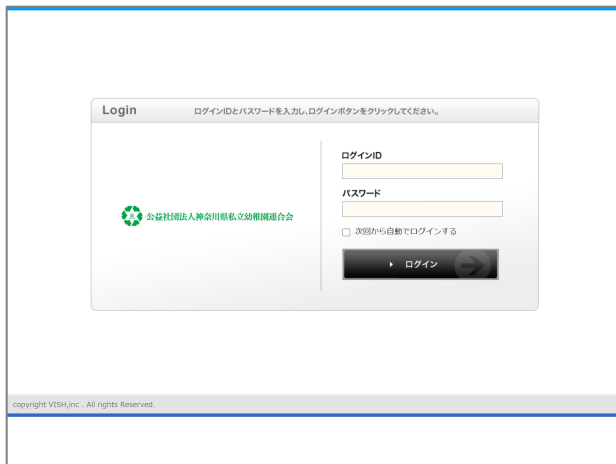 Login
ログインIDとパスワードを入力し、ログインボタンをクリックしてください。
公益社団法人神奈川県私立幼稚園連合会
ログインID
パスワード
次回から自動でログインする
ログイン
copyright VISH,inc . All rights Reserved.